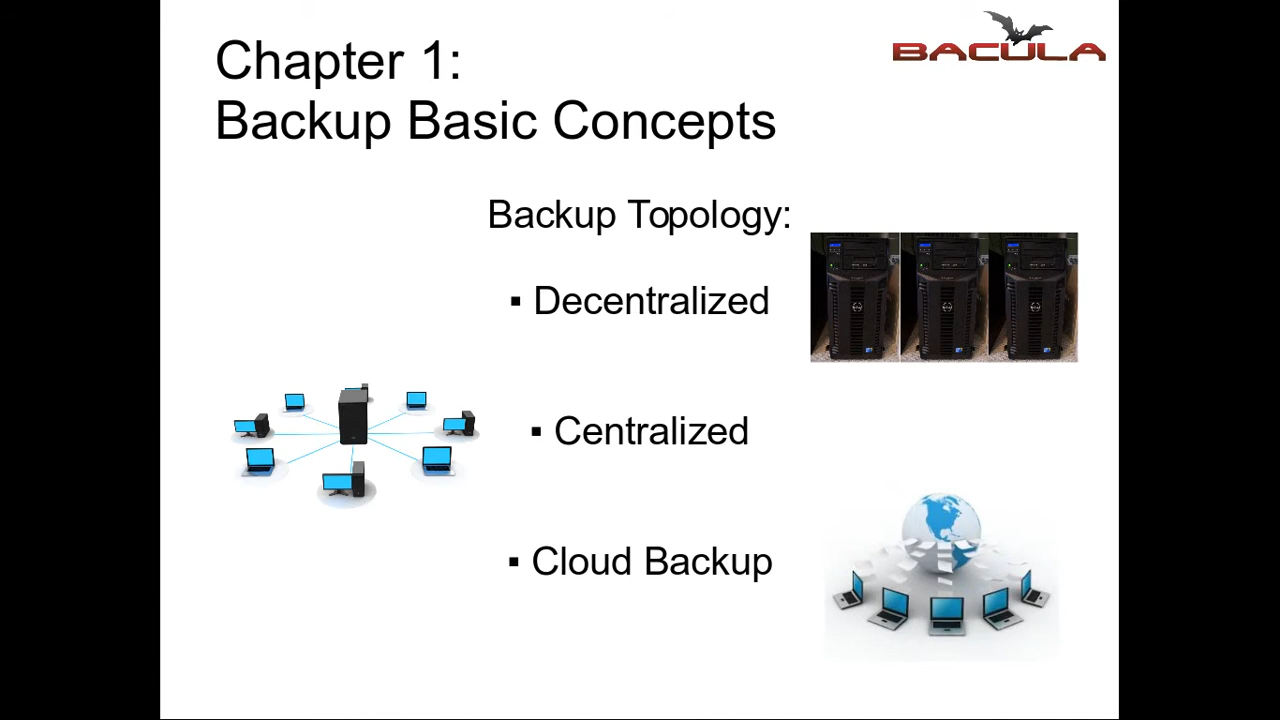 Chapter 1:
Backup Basic Concepts
BACULA
Backup Topology:
▪ Decentralized
▪ Centralized
▪ Cloud Backup